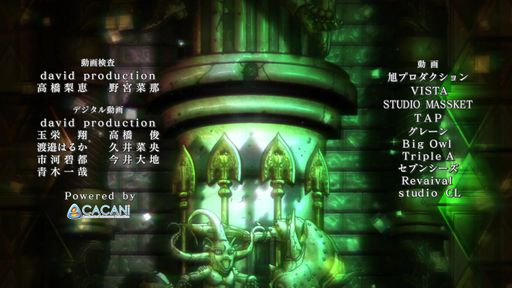 動画検査
david production
高橋梨恵 野宮菜那
デジタル動画
david production
玉栄 翔 高橋 俊
渡邉はるか 久井菜央
市河碧都 今井大地
青木一哉
Powered by
CACANi
動 画
旭プロダクション
VISTA
STUDIO MASSKET
TAP
グレーン
Big Owl
Triple A
セブンシーズ
Revaival
studio CL